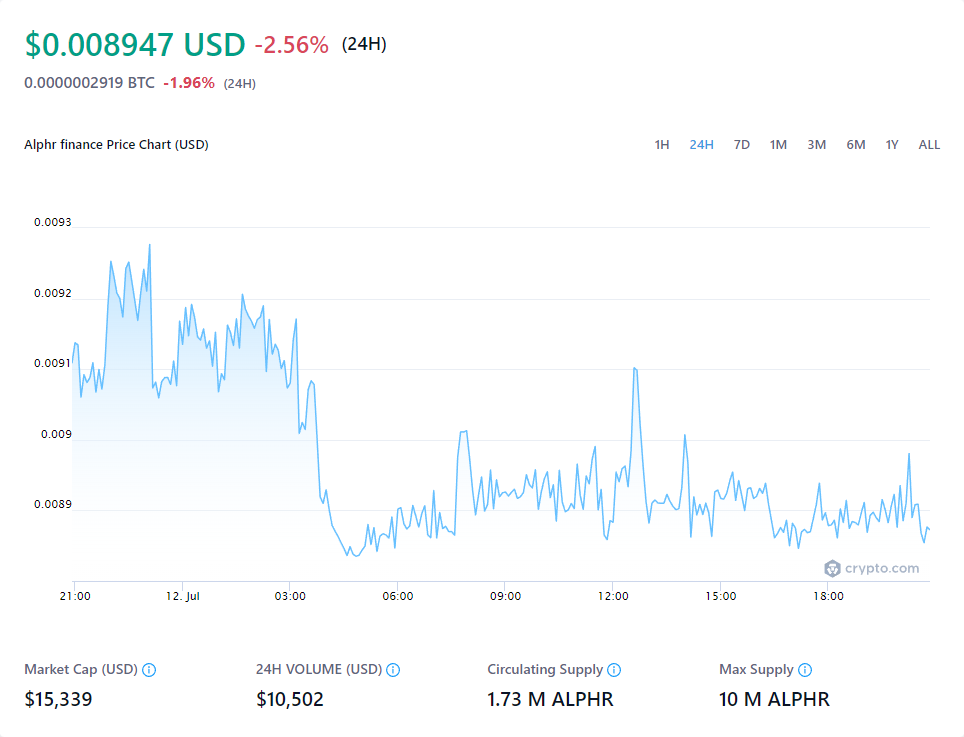 $0.008947 USD -2.56% (24H)
0.0000002919 BTC -1.96% (24H)
Alphr finance Price Chart (USD) 1H 24H 7D 1M 3M 6M 1Y ALL
0.0093
0.0092
0.0091
0.009
0.0089
crypto.com
21:00 12. Jul 03:00 06:00 09:00 12:00 15:00 18:00
Market Cap (USD) 24H VOLUME (USD) Circulating Supply Max Supply
$15,339 $10,502 1.73 M ALPHR 10 M ALPHR